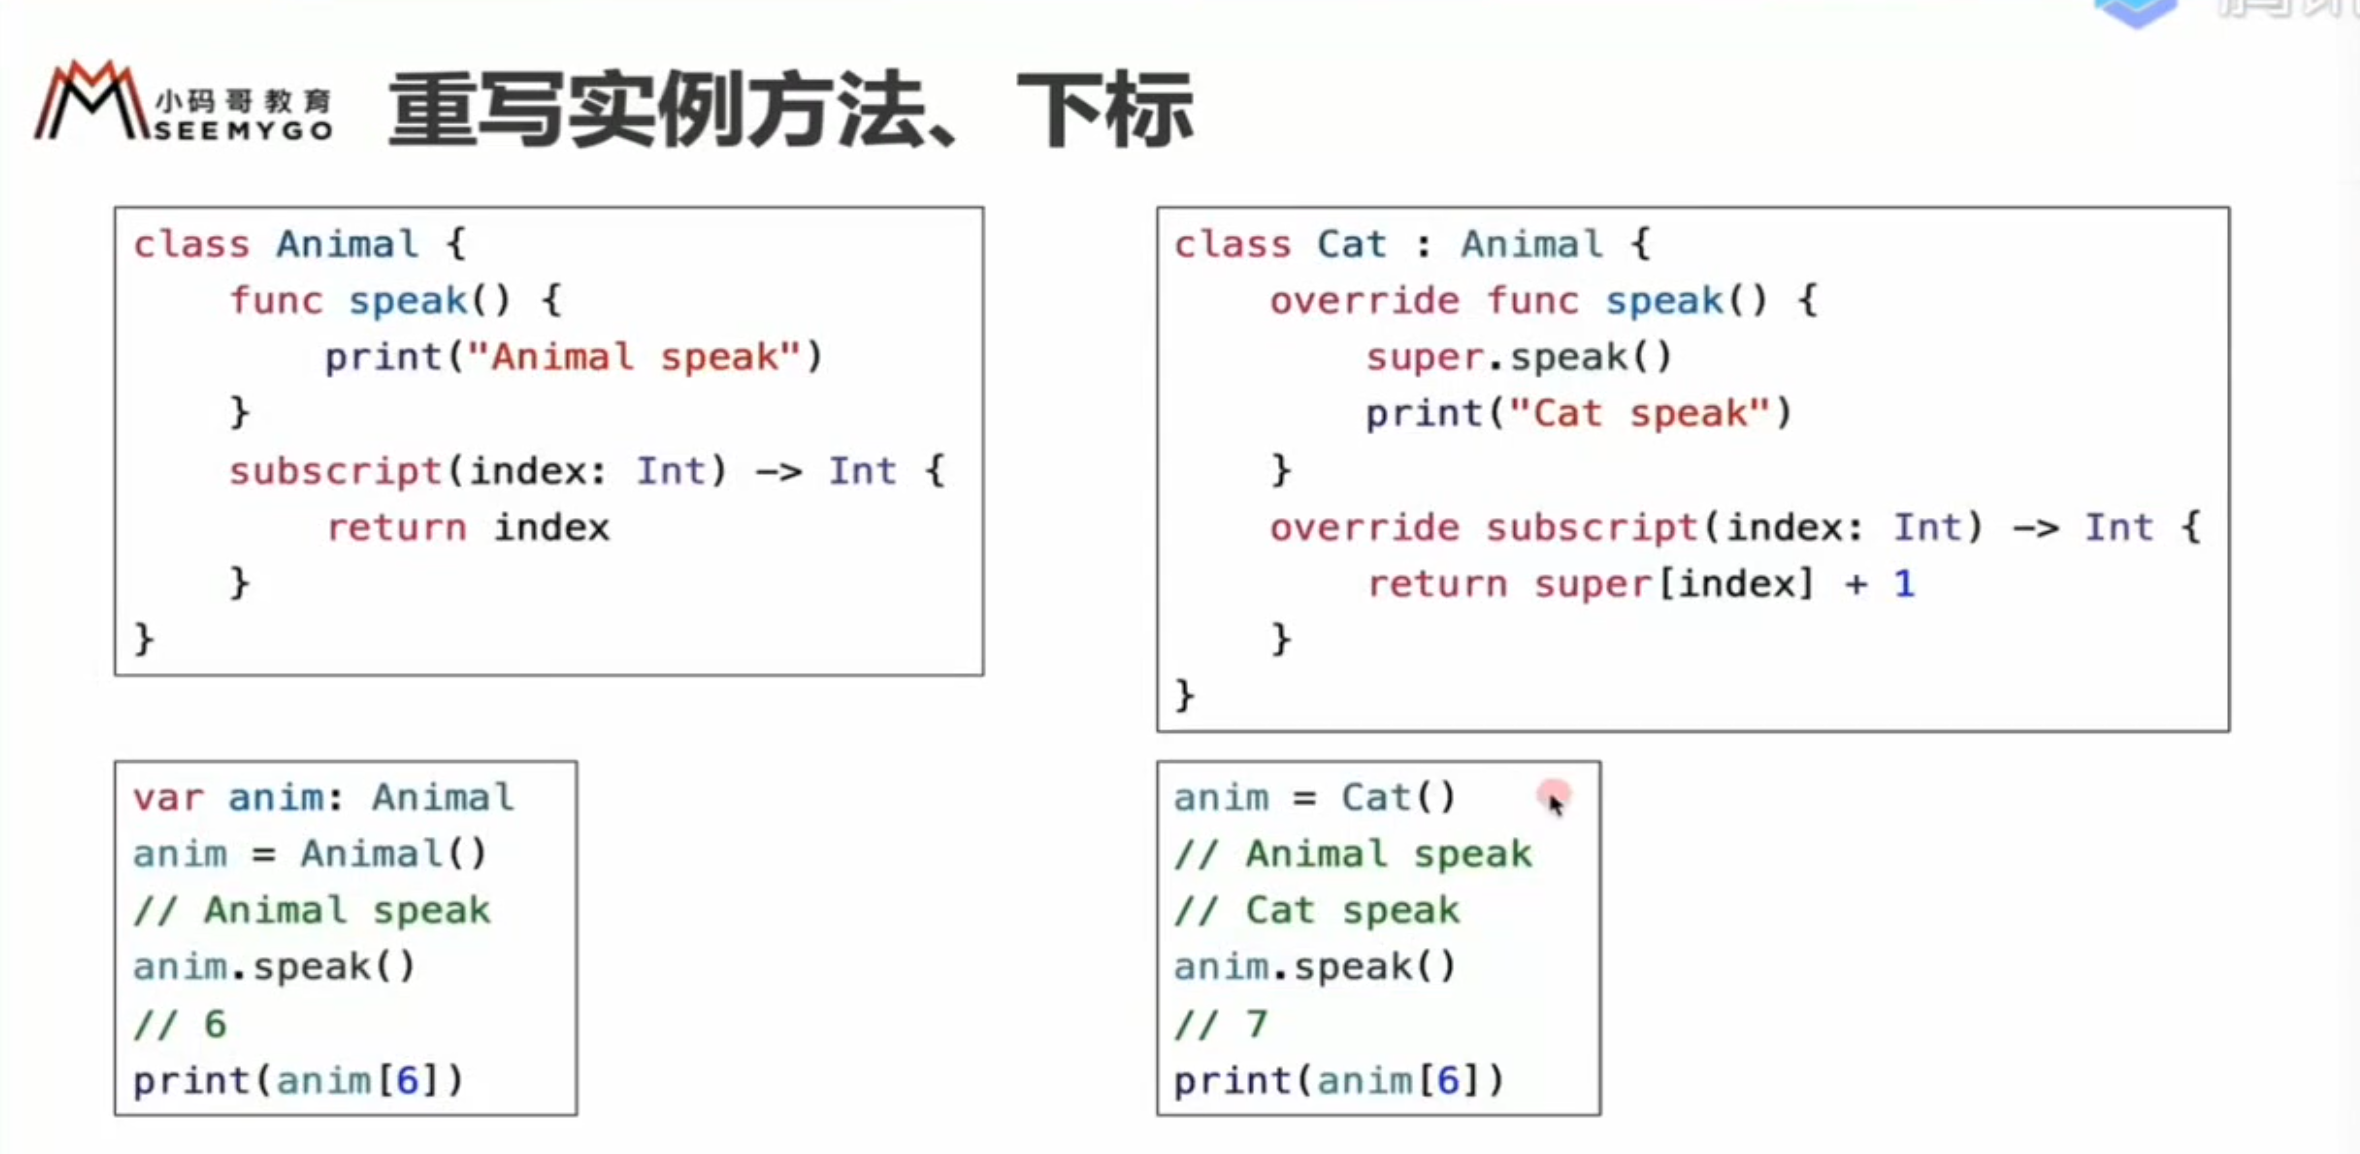 小码哥教育
SEEMYGO
重写实例方法、下标
class Animal {
    func speak() {
        print("Animal speak")
    }
    subscript(index: Int) -> Int {
        return index
    }
}
class Cat : Animal {
    override func speak() {
        super.speak()
        print("Cat speak")
    }
    override subscript(index: Int) -> Int {
        return super[index] + 1
    }
}
var anim: Animal
anim = Animal()
// Animal speak
anim.speak()
// 6
print(anim[6])
anim = Cat()
// Animal speak
// Cat speak
anim.speak()
// 7
print(anim[6])